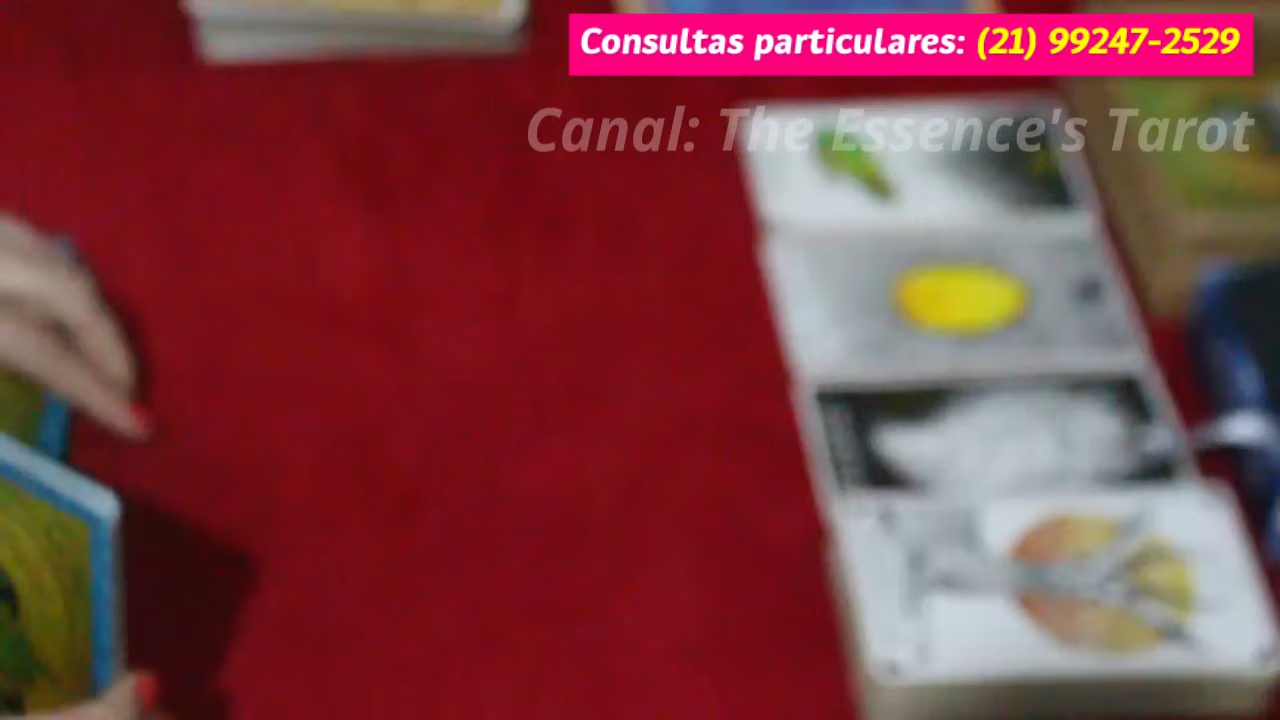 Consultas particulares: (21) 99247-2529
Canal: The Essence's Tarot